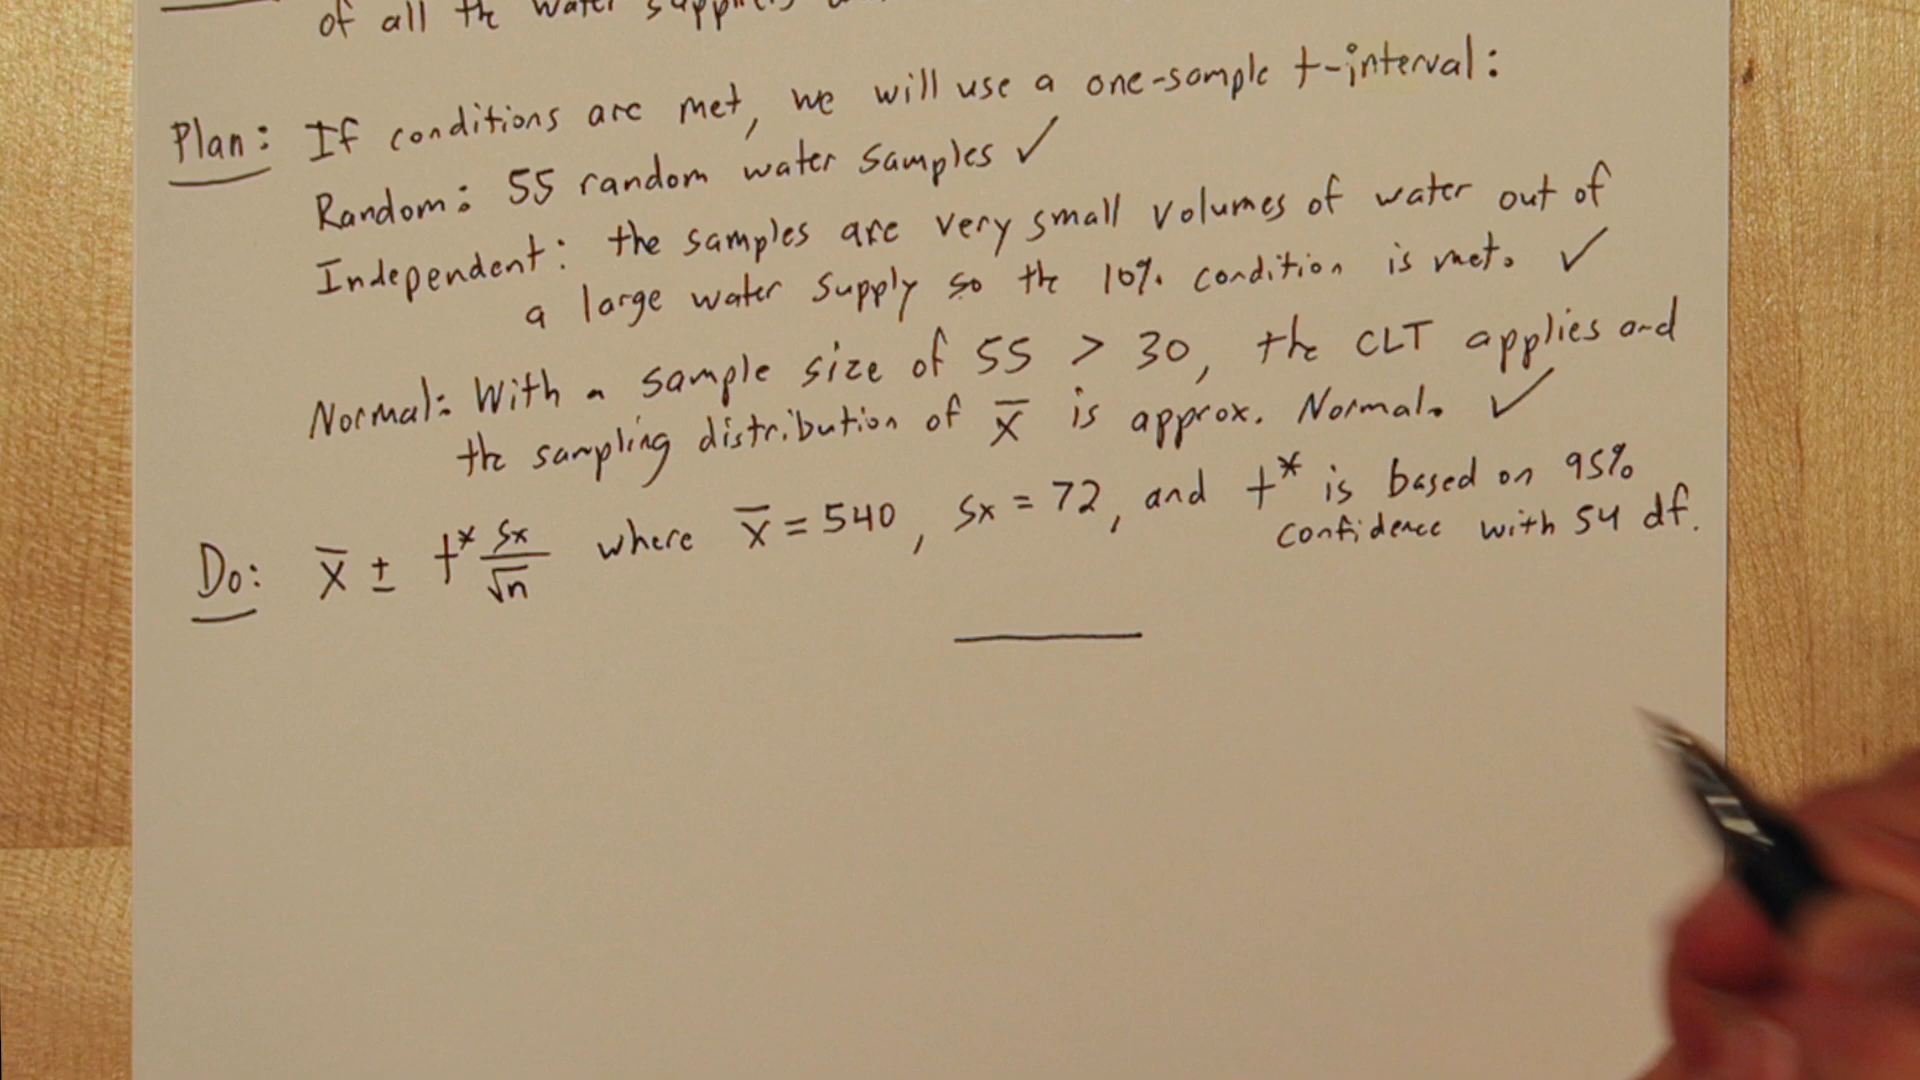 of all the water
Plan: If conditions are met, we will use a one-sample t-interval:
Random: 55 random water samples ✓
Independent: the samples are very small volumes of water out of
a large water supply so the 10% condition is met. ✓
Normal: With a sample size of 55 > 30, the CLT applies and
the sampling distribution of x̄ is approx. Normal. ✓
Do: x̄ ± t* sx/√n where x̄ = 540, sx = 72, and t* is based on 95%
confidence with 54 df.